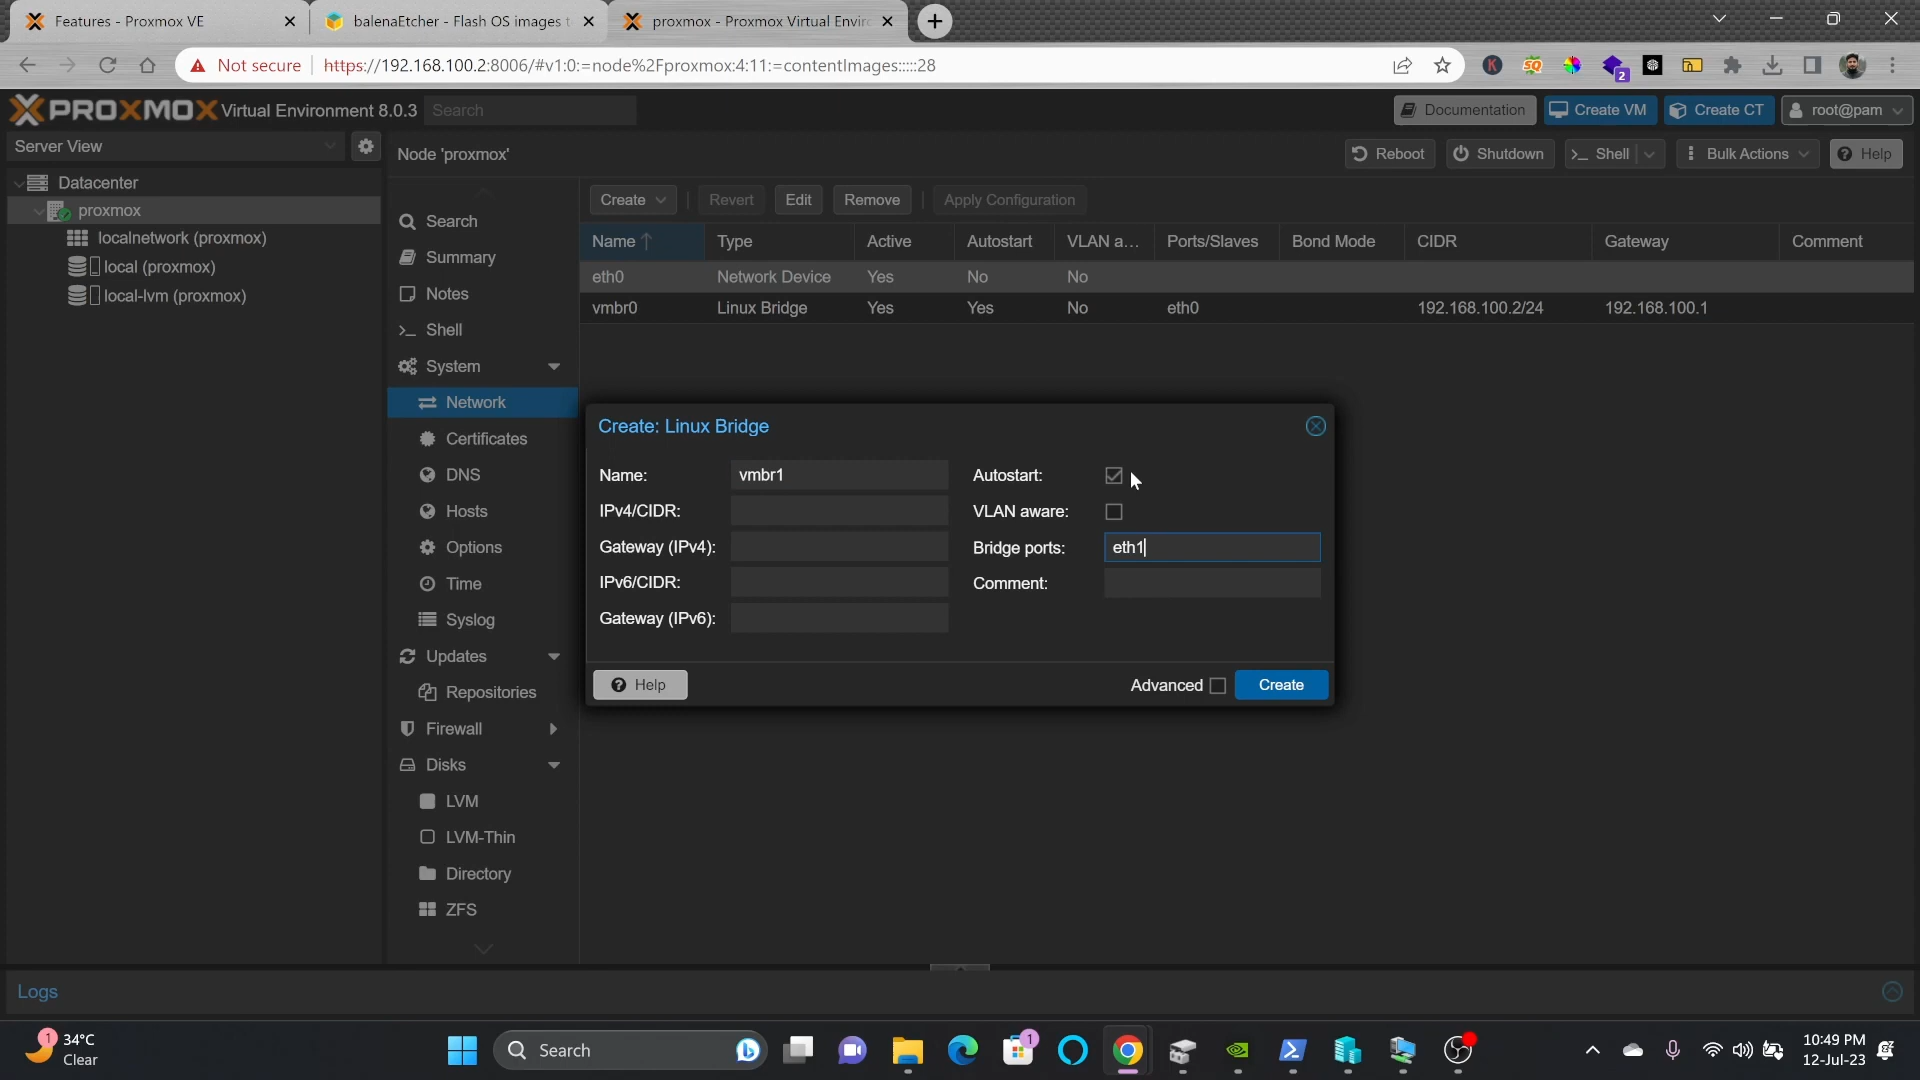 Features - Proxmox VE
balenaEtcher - Flash OS images t
proxmox - Proxmox Virtual Enviro
Not secure https://192.168.100.2:8006/#v1:0:=node%2Fproxmox:4:11:=contentImages:::::28
K
SQ
2
PROXMOX Virtual Environment 8.0.3 Search
Documentation Create VM Create CT root@pam
Server View
Node 'proxmox'
Reboot Shutdown >_ Shell Bulk Actions Help
Datacenter
proxmox
localnetwork (proxmox)
local (proxmox)
local-lvm (proxmox)
Search
Summary
Notes
>_ Shell
System
Network
Certificates
DNS
Hosts
Options
Time
Syslog
Updates
Repositories
Firewall
Disks
LVM
LVM-Thin
Directory
ZFS
Create Revert Edit Remove Apply Configuration
Name Type Active Autostart VLAN a... Ports/Slaves Bond Mode CIDR Gateway Comment
eth0 Network Device Yes No No
vmbr0 Linux Bridge Yes Yes No eth0 192.168.100.2/24 192.168.100.1
Create: Linux Bridge
Name: vmbr1 Autostart:
IPv4/CIDR: VLAN aware:
Gateway (IPv4): Bridge ports: eth1
IPv6/CIDR: Comment:
Gateway (IPv6):
Help Advanced Create
Logs
1 34°C
Clear
Search
1
10:49 PM
12-Jul-23